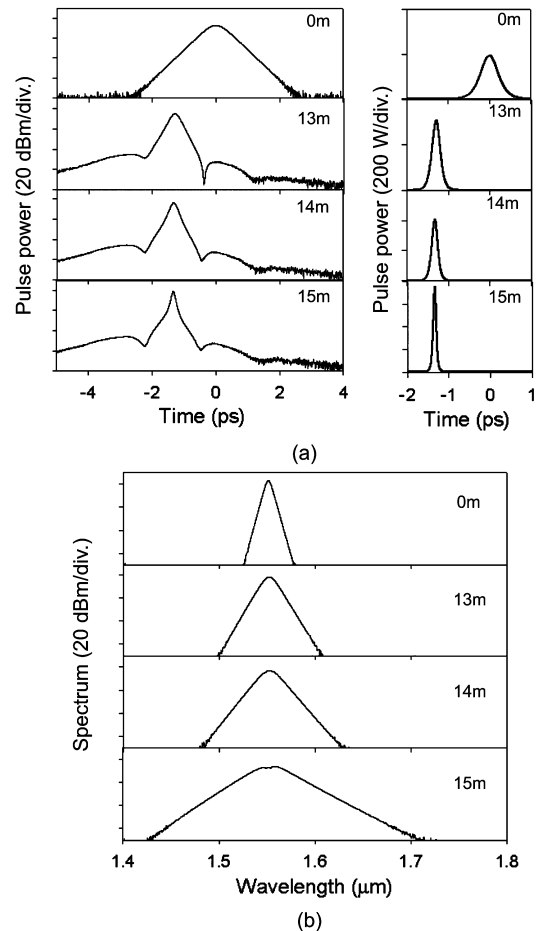 Pulse power (20 dBm/div.)
0m
13m
14m
15m
-4 -2 0 2 4
Time (ps)
Pulse power (200 W/div.)
0m
13m
14m
15m
-2 -1 0 1
Time (ps)
(a)
Spectrum (20 dBm/div.)
0m
13m
14m
15m
1.4 1.5 1.6 1.7 1.8
Wavelength (μm)
(b)